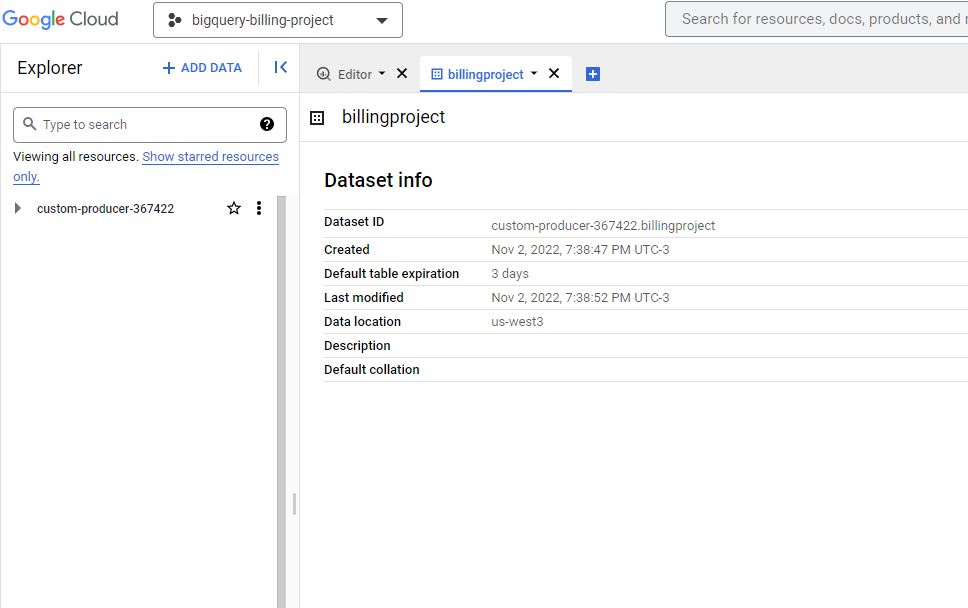 Google Cloud
bigquery-billing-project
Search for resources, docs, products, and
Explorer
ADD DATA
Editor
billingproject
Type to search
Viewing all resources. Show starred resources
only.
custom-producer-367422
billingproject
Dataset info
Dataset ID custom-producer-367422.billingproject
Created Nov 2, 2022, 7:38:47 PM UTC-3
Default table expiration 3 days
Last modified Nov 2, 2022, 7:38:52 PM UTC-3
Data location us-west3
Description
Default collation